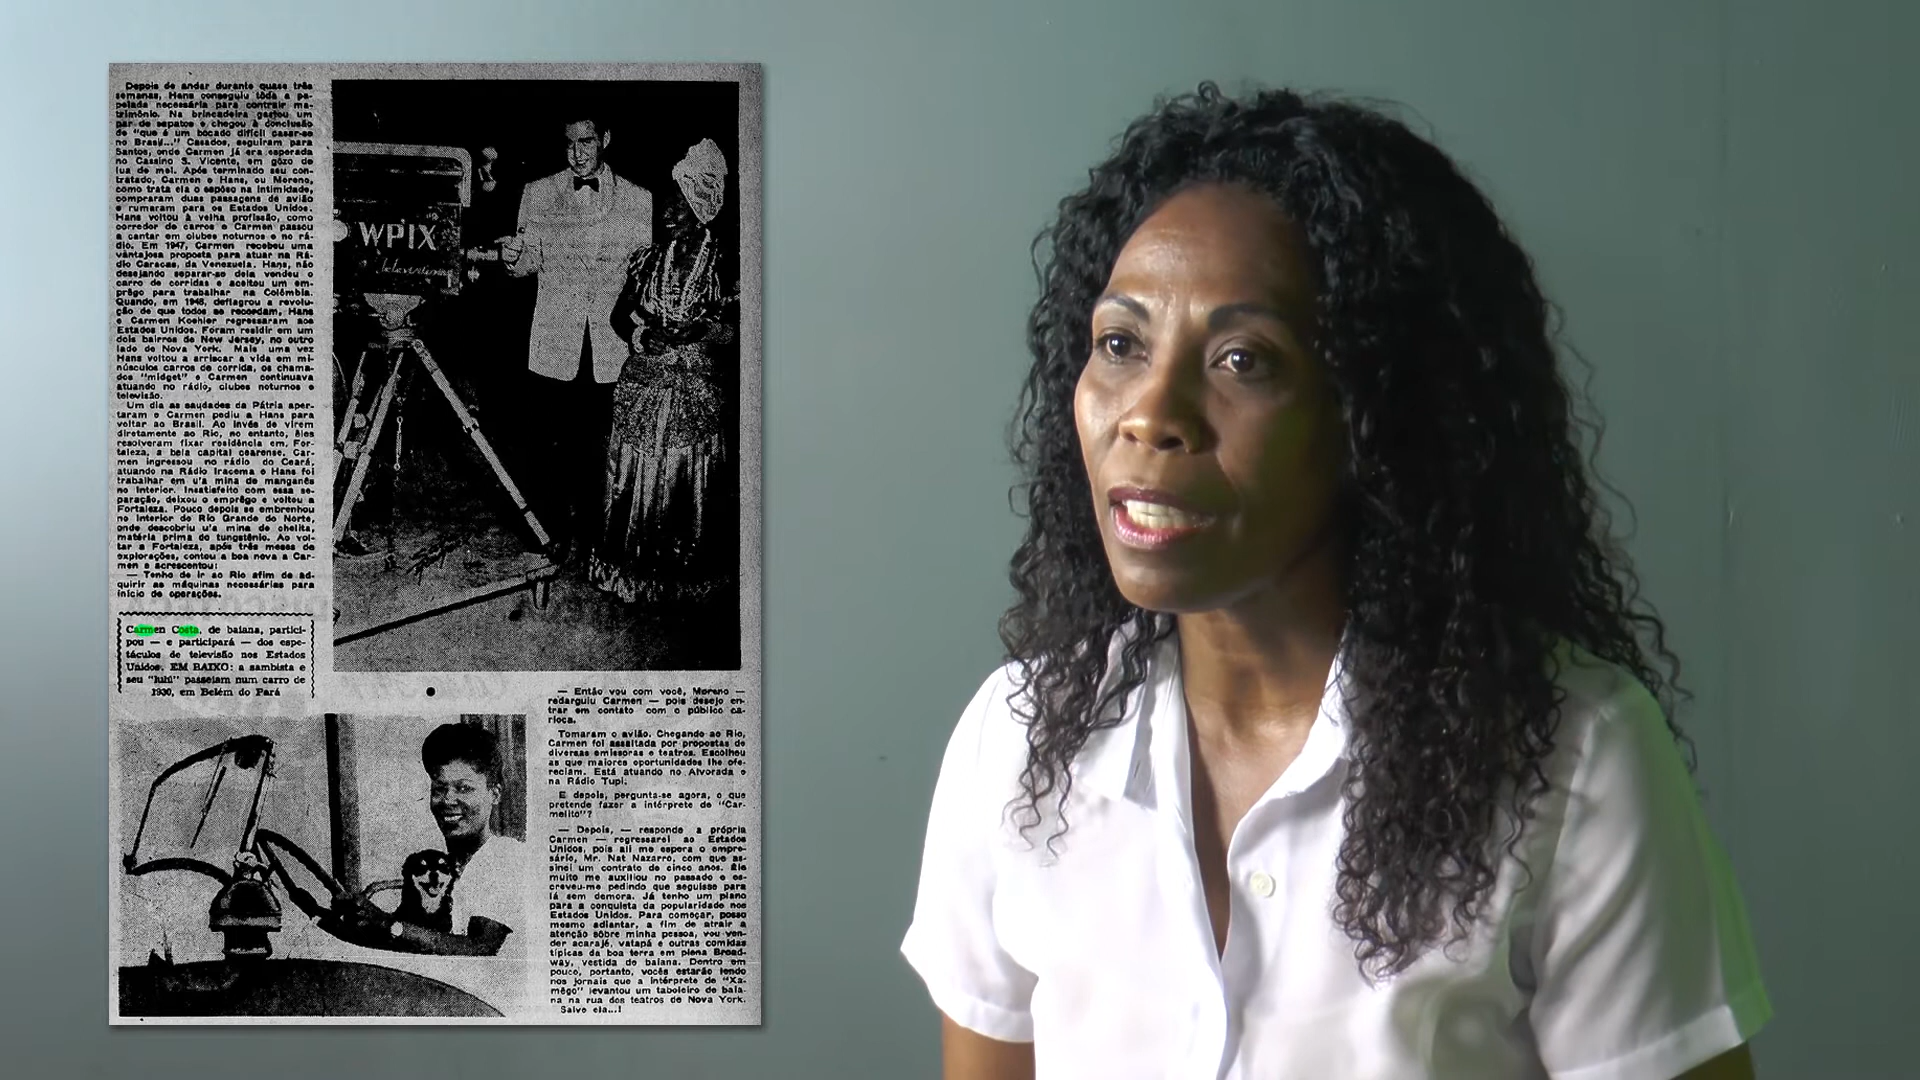 Depois de andar durante quase três
semanas, Hans conseguiu tôda a pa-
pelada necessária para contrair ma-
trimônio. Na brincadeira gastou um
par de sapatos e chegou à conclusão
de "que é um bocado difícil casar-se
no Brasil..." Casados, seguiram para
Santos, onde Carmen já era esperada
no Cassino S. Vicente, em gôzo de
lua de mel. Após terminado seu con-
tratado, Carmen e Hans, ou Moreno,
como trata ela o espôso na intimidade,
compraram duas passagens de avião
e rumaram para os Estados Unidos.
Hans voltou à velha profissão, como
corredor de carros e Carmen passou
a cantar em clubes noturnos e no rá-
dio. Em 1947, Carmen recebeu uma
vantajosa proposta para atuar na Rá-
dio Caracas, da Venezuela. Hans, não
desejando separar-se dela vendeu o
carro de corridas e aceitou um em-
prêgo para trabalhar na Colômbia.
Quando, em 1948, deflagrou a revolu-
ção de que todos se recordam, Hans
e Carmen Koehler regressaram aos
Estados Unidos. Foram residir em um
dois bairros de New Jersey, no outro
lado de Nova York. Mais uma vez
Hans voltou a arriscar a vida em mi-
núsculos carros de corrida, os chama-
dos "midget" e Carmen continuava
atuando no rádio, clubes noturnos e
televisão.
Um dia as saudades da Pátria aper-
taram e Carmen pediu a Hans para
voltar ao Brasil. Ao invés de virem
diretamente ao Rio, no entanto, êles
resolveram fixar residência em. For-
taleza, a bela capital cearense. Car-
men ingressou no rádio do Ceará,
atuando na Rádio Iracema e Hans foi
trabalhar em u'a mina de manganês
no interior. Insatisfeito com essa se-
paração, deixou o emprêgo e voltou a
Fortaleza. Pouco depois se embrenhou
no interior do Rio Grande do Norte,
onde descobriu u'a mina de chelita,
matéria prima do tungstênio. Ao vol-
tar a Fortaleza, após três meses de
explorações, contou a boa nova a Car-
men e acrescentou:
— Tenho de ir ao Rio afim de ad-
quirir as máquinas necessárias para
início de operações.
Carmen Costa, de baiana, partici-
pou — e participará — dos espe-
táculos de televisão nos Estados
Unidos. EM BAIXO: a sambista e
seu "lulú" passeiam num carro de
1930, em Belém do Pará
WPIX
— Então vou com você, Moreno —
redarguiu Carmen — pois desejo en-
trar em contato com o público ca-
rioca.
Tomaram o avião. Chegando ao Rio,
Carmen foi assaltada por propostas de
diversas emissoras e teatros. Escolheu
as que maiores oportunidades lhe ofe-
reciam. Está atuando no Alvorada e
na Rádio Tupi.
E depois, pergunta-se agora, o que
pretende fazer a intérprete de "Car-
melito"?
— Depois, — responde a própria
Carmen — regressarei ao Estados
Unidos, pois ali me espera o empre-
sário, Mr. Nat Nazarro, com que as-
sinei um contrato de cinco anos. Êle
muito me auxiliou no passado e es-
creveu-me pedindo que seguisse para
lá sem demora. Já tenho um plano
para a conquista da popularidade nos
Estados Unidos. Para começar, posso
mesmo adiantar, a fim de atrair a
atenção sôbre minha pessoa, vou ven-
der acarajé, vatapá e outras comidas
típicas da boa terra em plena Broad-
way, vestida de baiana. Dentro em
pouco, portanto, vocês estarão lendo
nos jornais que a intérprete de "Xa-
mêgo" levantou um taboleiro de baia-
na na rua dos teatros de Nova York.
Salve ela...!